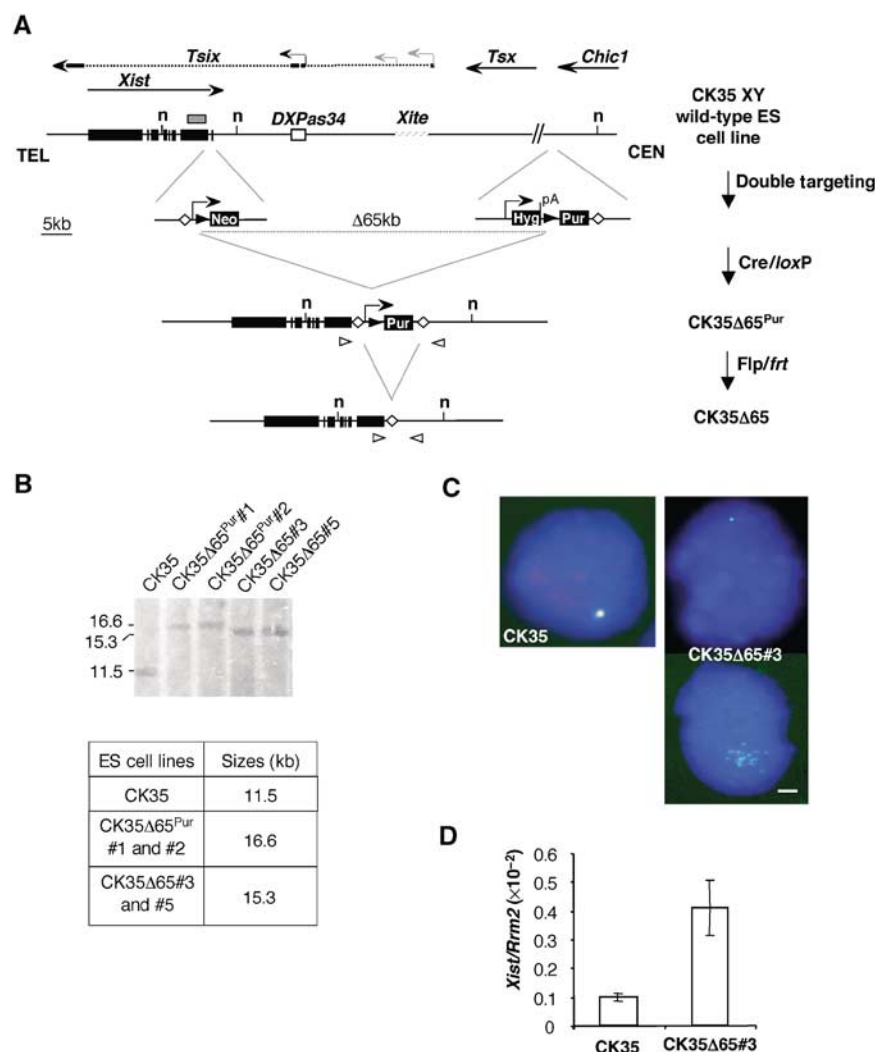 A
Tsix
Xist
Tsx
Chic1
n
n
DXPas34
Xite
n
TEL
CEN
CK35 XY
wild-type ES
cell line
Double targeting
5kb
Neo
Δ65kb
Hyg
pA
Pur
Cre/loxP
n
Pur
n
CK35Δ65Pur
Flp/frt
n
n
CK35Δ65
B
CK35
CK35Δ65Pur#1
CK35Δ65Pur#2
CK35Δ65#3
CK35Δ65#5
16.6
15.3
11.5
ES cell lines Sizes (kb)
CK35 11.5
CK35Δ65Pur
#1 and #2 16.6
CK35Δ65#3
and #5 15.3
C
CK35
CK35Δ65#3
D
Xist/Rrm2 (×10-2)
0.6
0.5
0.4
0.3
0.2
0.1
0
CK35
CK35Δ65#3